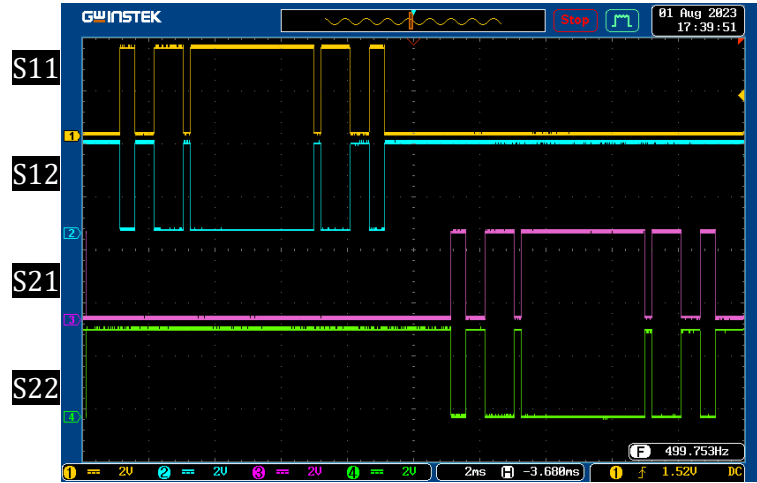 GWINSTEK
Stop
01 Aug 2023
17:39:51
S11
1
S12
2
S21
3
S22
4
F 499.753Hz
1 2V 2 2V 3 2V 4 2V
2ms H -3.680ms
1 1.52V DC